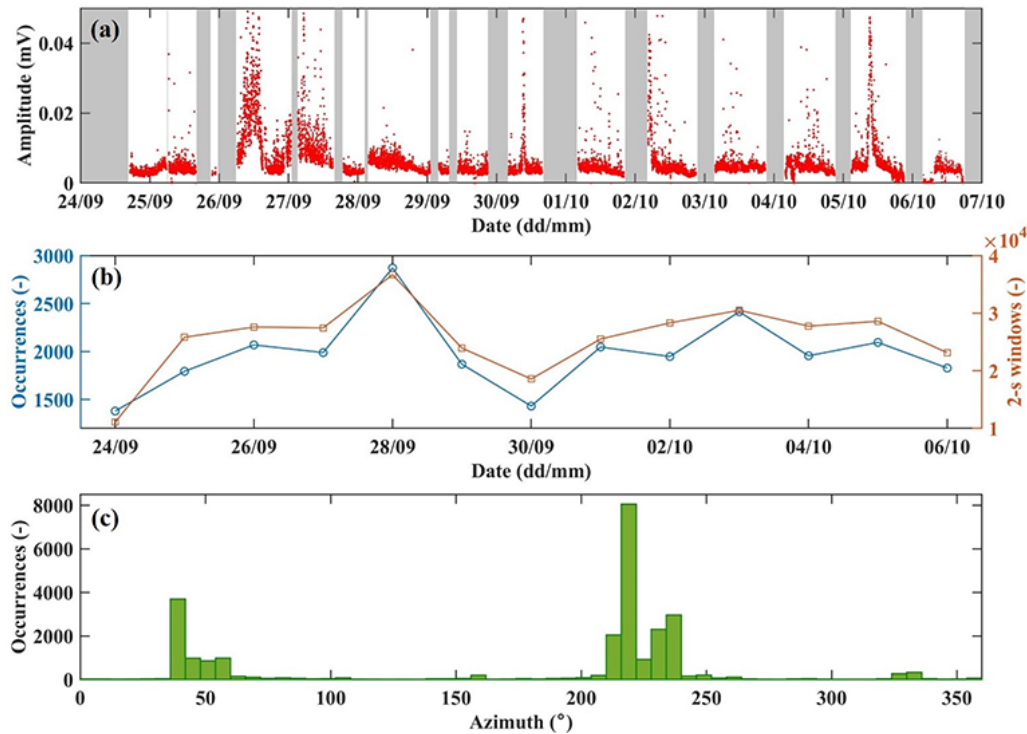 (a)
Amplitude (mV)
0.04
0.02
0
24/09 25/09 26/09 27/09 28/09 29/09 30/09 01/10 02/10 03/10 04/10 05/10 06/10 07/10
Date (dd/mm)
(b)
×10⁴
Occurrences (-)
3000
2500
2000
1500
2-s windows (-)
4
3
2
1
24/09 26/09 28/09 30/09 02/10 04/10 06/10
Date (dd/mm)
(c)
Occurrences (-)
8000
6000
4000
2000
0
0 50 100 150 200 250 300 350
Azimuth (°)